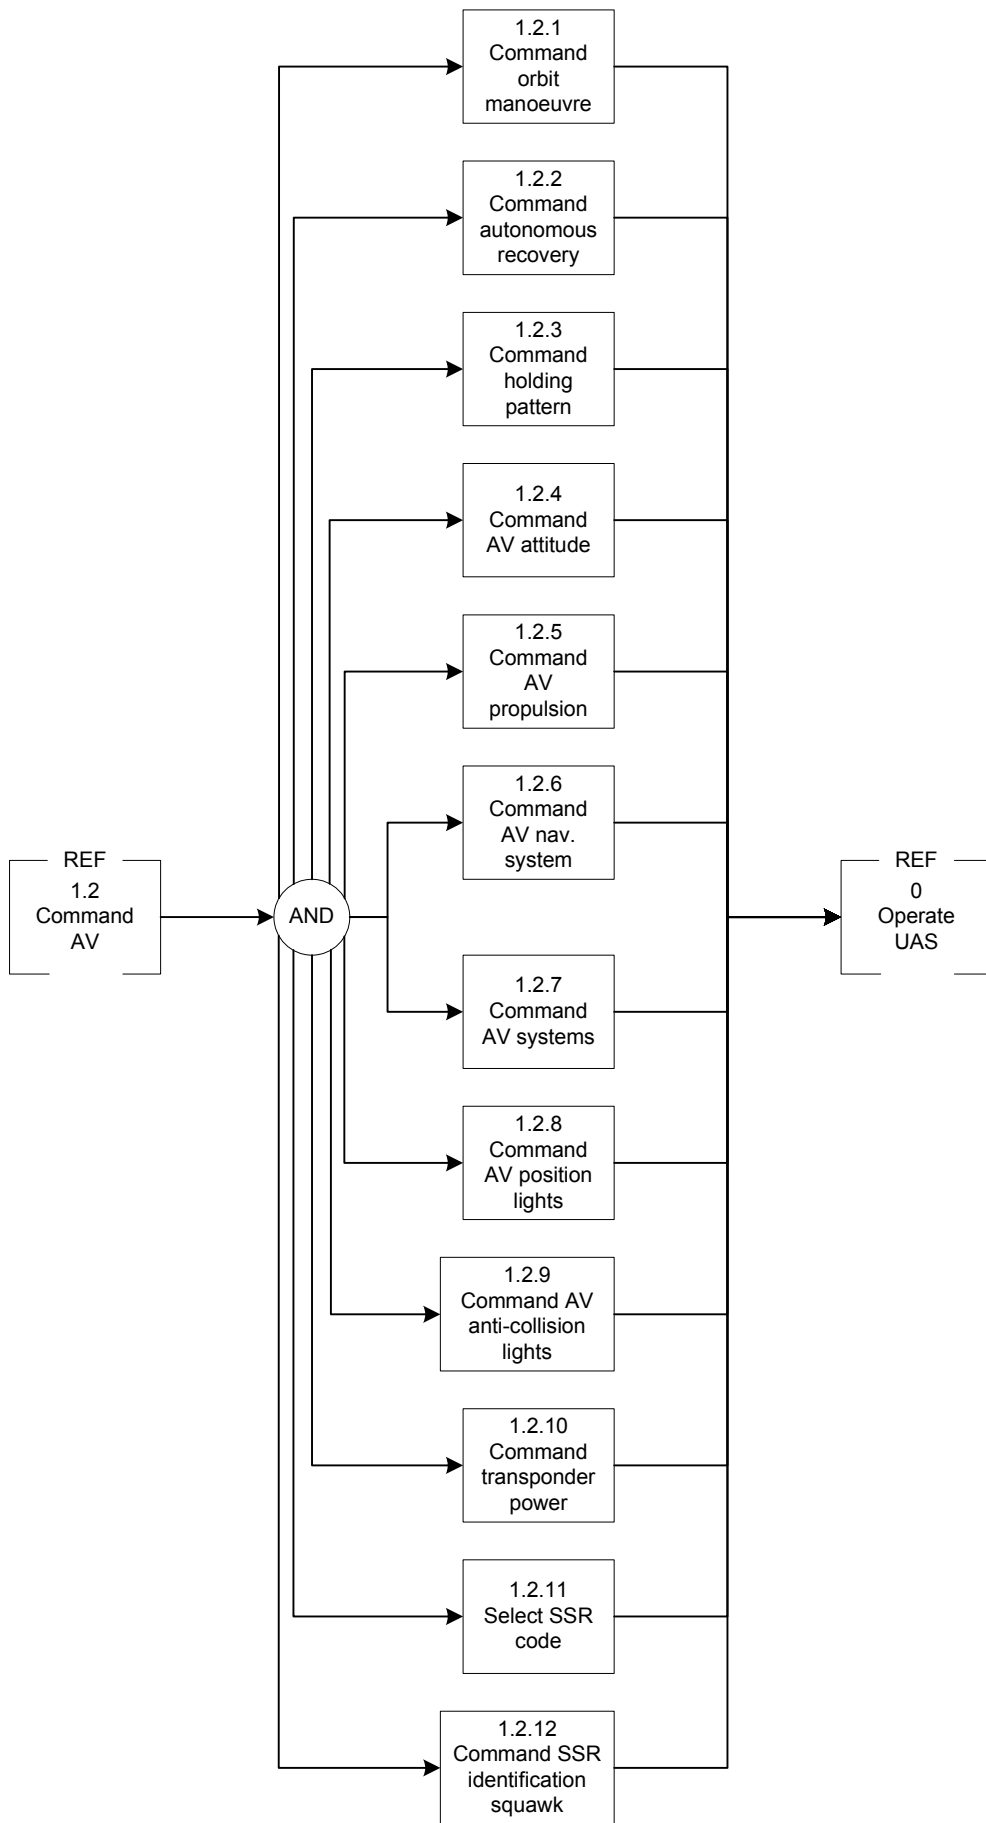 1.2.1
Command
orbit
manoeuvre
1.2.2
Command
autonomous
recovery
1.2.3
Command
holding
pattern
1.2.4
Command
AV attitude
1.2.5
Command
AV
propulsion
1.2.6
Command
AV nav.
system
REF
1.2
Command
AV
AND
REF
0
Operate
UAS
1.2.7
Command
AV systems
1.2.8
Command
AV position
lights
1.2.9
Command AV
anti-collision
lights
1.2.10
Command
transponder
power
1.2.11
Select SSR
code
1.2.12
Command SSR
identification
squawk